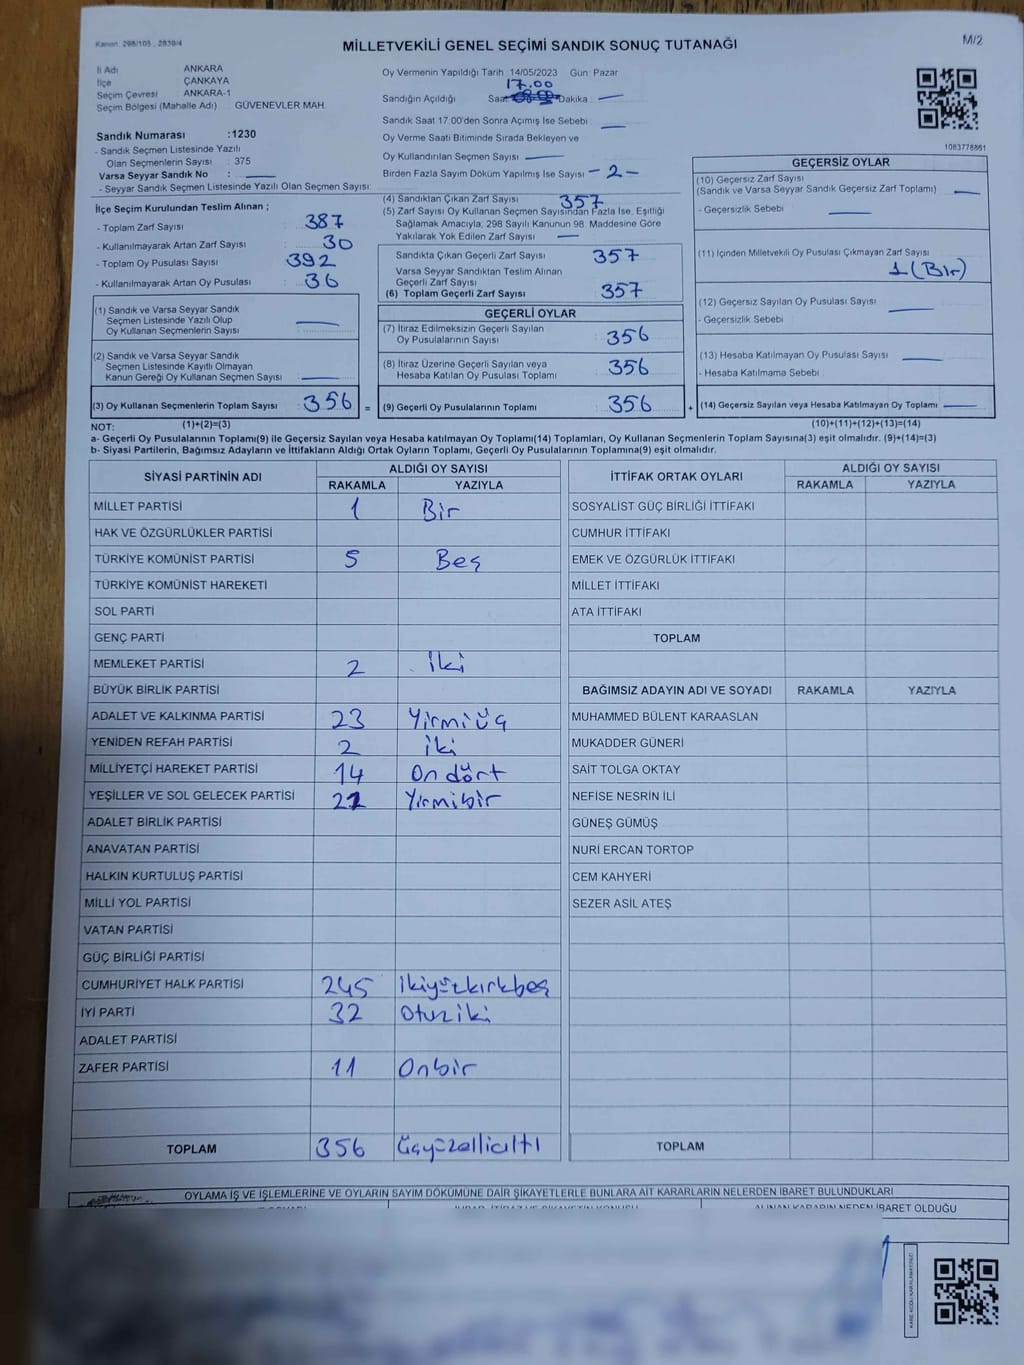 Kanun: 298/105 , 2839/4
MİLLETVEKİLİ GENEL SEÇİMİ SANDIK SONUÇ TUTANAĞI
M/2
İl Adı ANKARA
İlçe ÇANKAYA
Seçim Çevresi ANKARA-1
Seçim Bölgesi (Mahalle Adı) GÜVENEVLER MAH.
Sandık Numarası :1230
- Sandık Seçmen Listesinde Yazılı
Olan Seçmenlerin Sayısı : 375
Varsa Seyyar Sandık No : —
- Seyyar Sandık Seçmen Listesinde Yazılı Olan Seçmen Sayısı:
Oy Vermenin Yapıldığı Tarih :14/05/2023 Gün: Pazar
17.00
Sandığın Açıldığı Saat Dakika : —
Sandık Saat 17.00'den Sonra Açımış İse Sebebi : —
Oy Verme Saati Bitiminde Sırada Bekleyen ve
Oy Kullandırılan Seçmen Sayısı —
Birden Fazla Sayım Döküm Yapılmış İse Sayısı - 2 -
1083778861
İlçe Seçim Kurulundan Teslim Alınan ;
- Toplam Zarf Sayısı : 387
- Kullanılmayarak Artan Zarf Sayısı : 30
- Toplam Oy Pusulası Sayısı : 392
- Kullanılmayarak Artan Oy Pusulası : 36
(1) Sandık ve Varsa Seyyar Sandık
Seçmen Listesinde Yazılı Olup
Oy Kullanan Seçmenlerin Sayısı —
(2) Sandık ve Varsa Seyyar Sandık
Seçmen Listesinde Kayıtlı Olmayan
Kanun Gereği Oy Kullanan Seçmen Sayısı : —
(3) Oy Kullanan Seçmenlerin Toplam Sayısı : 356 =
(4) Sandıktan Çıkan Zarf Sayısı 357
(5) Zarf Sayısı Oy Kullanan Seçmen Sayısından Fazla İse, Eşitliği
Sağlamak Amacıyla, 298 Sayılı Kanunun 98. Maddesine Göre
Yakılarak Yok Edilen Zarf Sayısı : —
Sandıkta Çıkan Geçerli Zarf Sayısı : 357
Varsa Seyyar Sandıktan Teslim Alınan
Geçerli Zarf Sayısı
(6) Toplam Geçerli Zarf Sayısı : 357
GEÇERLİ OYLAR
(7) İtiraz Edilmeksizin Geçerli Sayılan
Oy Pusulalarının Sayısı : 356
(8) İtiraz Üzerine Geçerli Sayılan veya
Hesaba Katılan Oy Pusulası Toplamı : 356
(9) Geçerli Oy Pusulalarının Toplamı : 356 +
GEÇERSİZ OYLAR
(10) Geçersiz Zarf Sayısı
(Sandık ve Varsa Seyyar Sandık Geçersiz Zarf Toplamı) : —
- Geçersizlik Sebebi : —
(11) İçinden Milletvekil Oy Pusulası Çıkmayan Zarf Sayısı
1 (Bir)
(12) Geçersiz Sayılan Oy Pusulası Sayısı : —
- Geçersizlik Sebebi :
(13) Hesaba Katılmayan Oy Pusulası Sayısı : —
- Hesaba Katılmama Sebebi :
(14) Geçersiz Sayılan veya Hesaba Katılmayan Oy Toplamı : —
NOT: (1)+(2)=(3) (10)+(11)+(12)+(13)=(14)
a- Geçerli Oy Pusulalarının Toplamı(9) ile Geçersiz Sayılan veya Hesaba katılmayan Oy Toplamı(14) Toplamları, Oy Kullanan Seçmenlerin Toplam Sayısına(3) eşit olmalıdır. (9)+(14)=(3)
b- Siyasi Partilerin, Bağımsız Adayların ve İttifakların Aldığı Ortak Oyların Toplamı, Geçerli Oy Pusulalarının Toplamına(9) eşit olmalıdır.
SİYASİ PARTİNİN ADI ALDIĞI OY SAYISI
RAKAMLA YAZIYLA
MİLLET PARTİSİ 1 Bir
HAK VE ÖZGÜRLÜKLER PARTİSİ
TÜRKİYE KOMÜNİST PARTİSİ 5 Beş
TÜRKİYE KOMÜNİST HAREKETİ
SOL PARTİ
GENÇ PARTİ
MEMLEKET PARTİSİ 2 iki
BÜYÜK BİRLİK PARTİSİ
ADALET VE KALKINMA PARTİSİ 23 Yirmiüç
YENİDEN REFAH PARTİSİ 2 iki
MİLLİYETÇİ HAREKET PARTİSİ 14 On dört
YEŞİLLER VE SOL GELECEK PARTİSİ 21 Yirmibir
ADALET BİRLİK PARTİSİ
ANAVATAN PARTİSİ
HALKIN KURTULUŞ PARTİSİ
MİLLİ YOL PARTİSİ
VATAN PARTİSİ
GÜÇ BİRLİĞİ PARTİSİ
CUMHURİYET HALK PARTİSİ 245 ikiyüzkırkbeş
İYİ PARTİ 32 Otuziki
ADALET PARTİSİ
ZAFER PARTİSİ 11 Onbir
TOPLAM 356 Üçyüzellialtı
İTTİFAK ORTAK OYLARI ALDIĞI OY SAYISI
RAKAMLA YAZIYLA
SOSYALİST GÜÇ BİRLİĞİ İTTİFAKI
CUMHUR İTTİFAKI
EMEK VE ÖZGÜRLÜK İTTİFAKI
MİLLET İTTİFAKI
ATA İTTİFAKI
TOPLAM
BAĞIMSIZ ADAYIN ADI VE SOYADI RAKAMLA YAZIYLA
MUHAMMED BÜLENT KARAASLAN
MUKADDER GÜNERİ
SAİT TOLGA OKTAY
NEFİSE NESRİN İLİ
GÜNEŞ GÜMÜŞ
NURİ ERCAN TORTOP
CEM KAHYERİ
SEZER ASİL ATEŞ
TOPLAM
OYLAMA İŞ VE İŞLEMLERİNE VE OYLARIN SAYIM DÖKÜMÜNE DAİR ŞİKAYETLERLE BUNLARA AİT KARARLARIN NELERDEN İBARET BULUNDUKLARI
ALINAN KARARIN NEDEN İBARET OLDUĞU